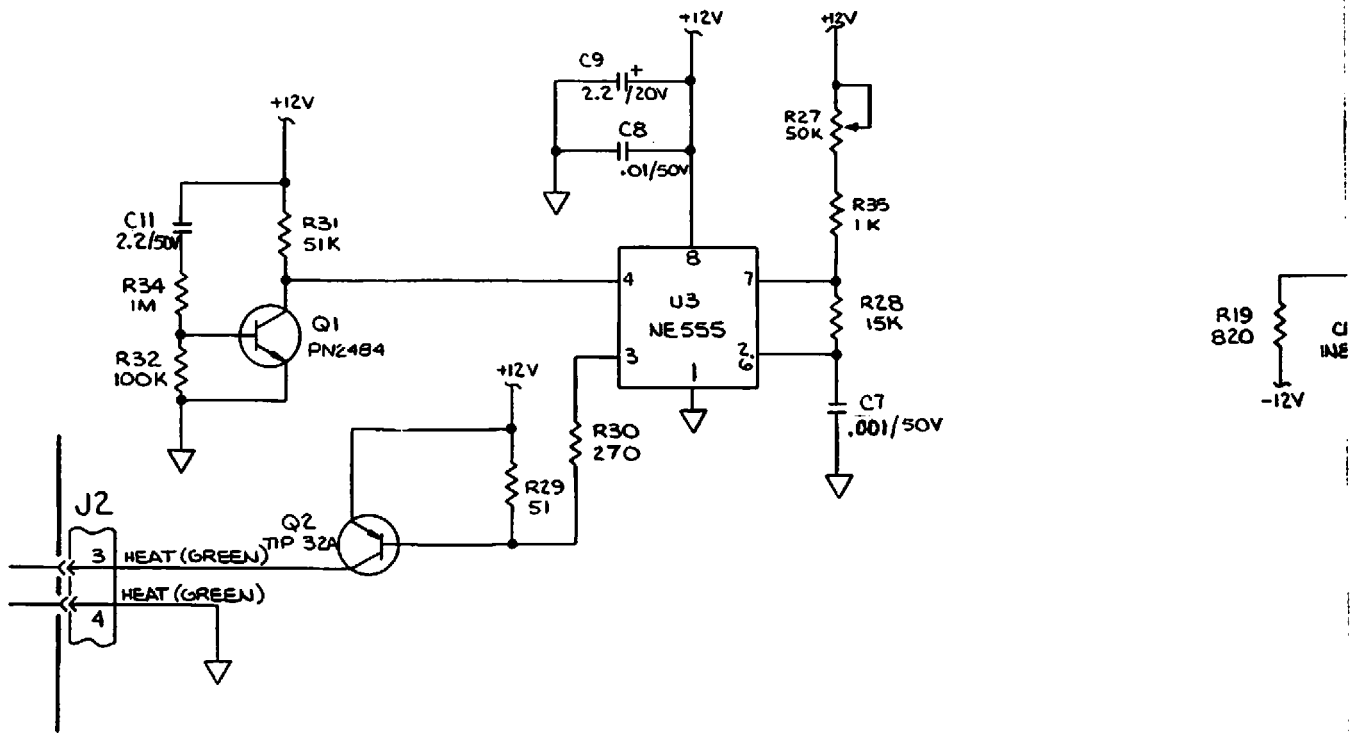 +12V
+12V
C9
+
2.2/20V
+12V
R27
50K
C8
.01/50V
C11
2.2/50V
R31
51K
R35
1K
8
4
7
U3
NE555
R34
1M
Q1
PN2484
R28
15K
R19
820
R32
100K
3
2.
6
1
+12V
-12V
C7
.001/50V
R30
270
R29
51
J2
Q2
TIP 32A
3
HEAT (GREEN)
HEAT (GREEN)
4